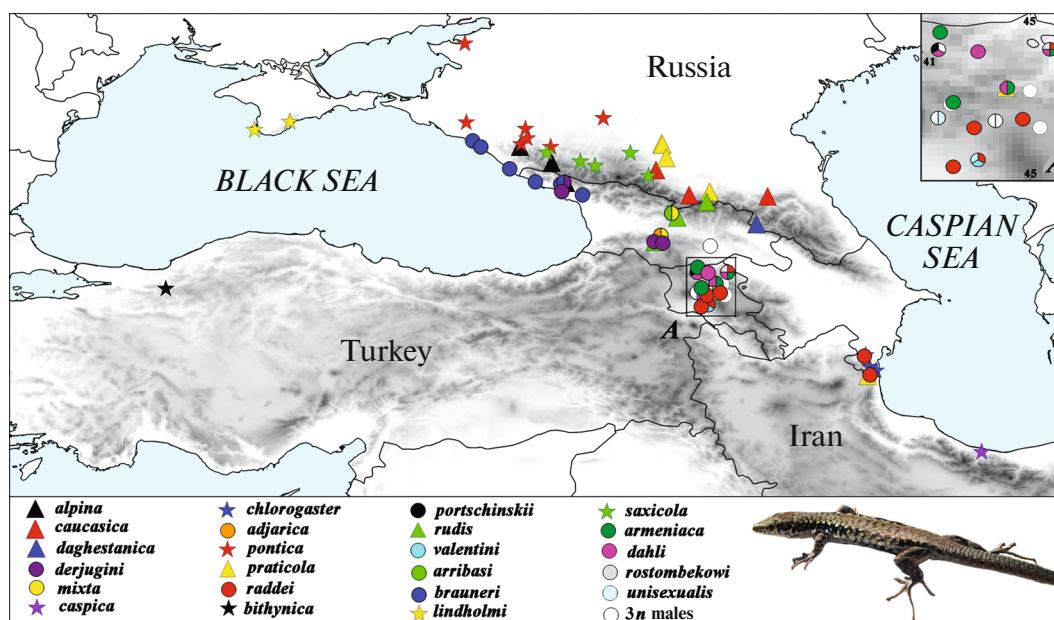 Russia
45
41
A
45
BLACK SEA
CASPIAN
SEA
A
Turkey
Iran
alpina
caucasica
daghestanica
derjugini
mixta
caspica
chlorogaster
adjarica
pontica
praticola
raddei
bithynica
portschinskii
rudis
valentini
arribasi
brauneri
lindholmi
saxicola
armeniaca
dahli
rostombekowi
unisexualis
3n males